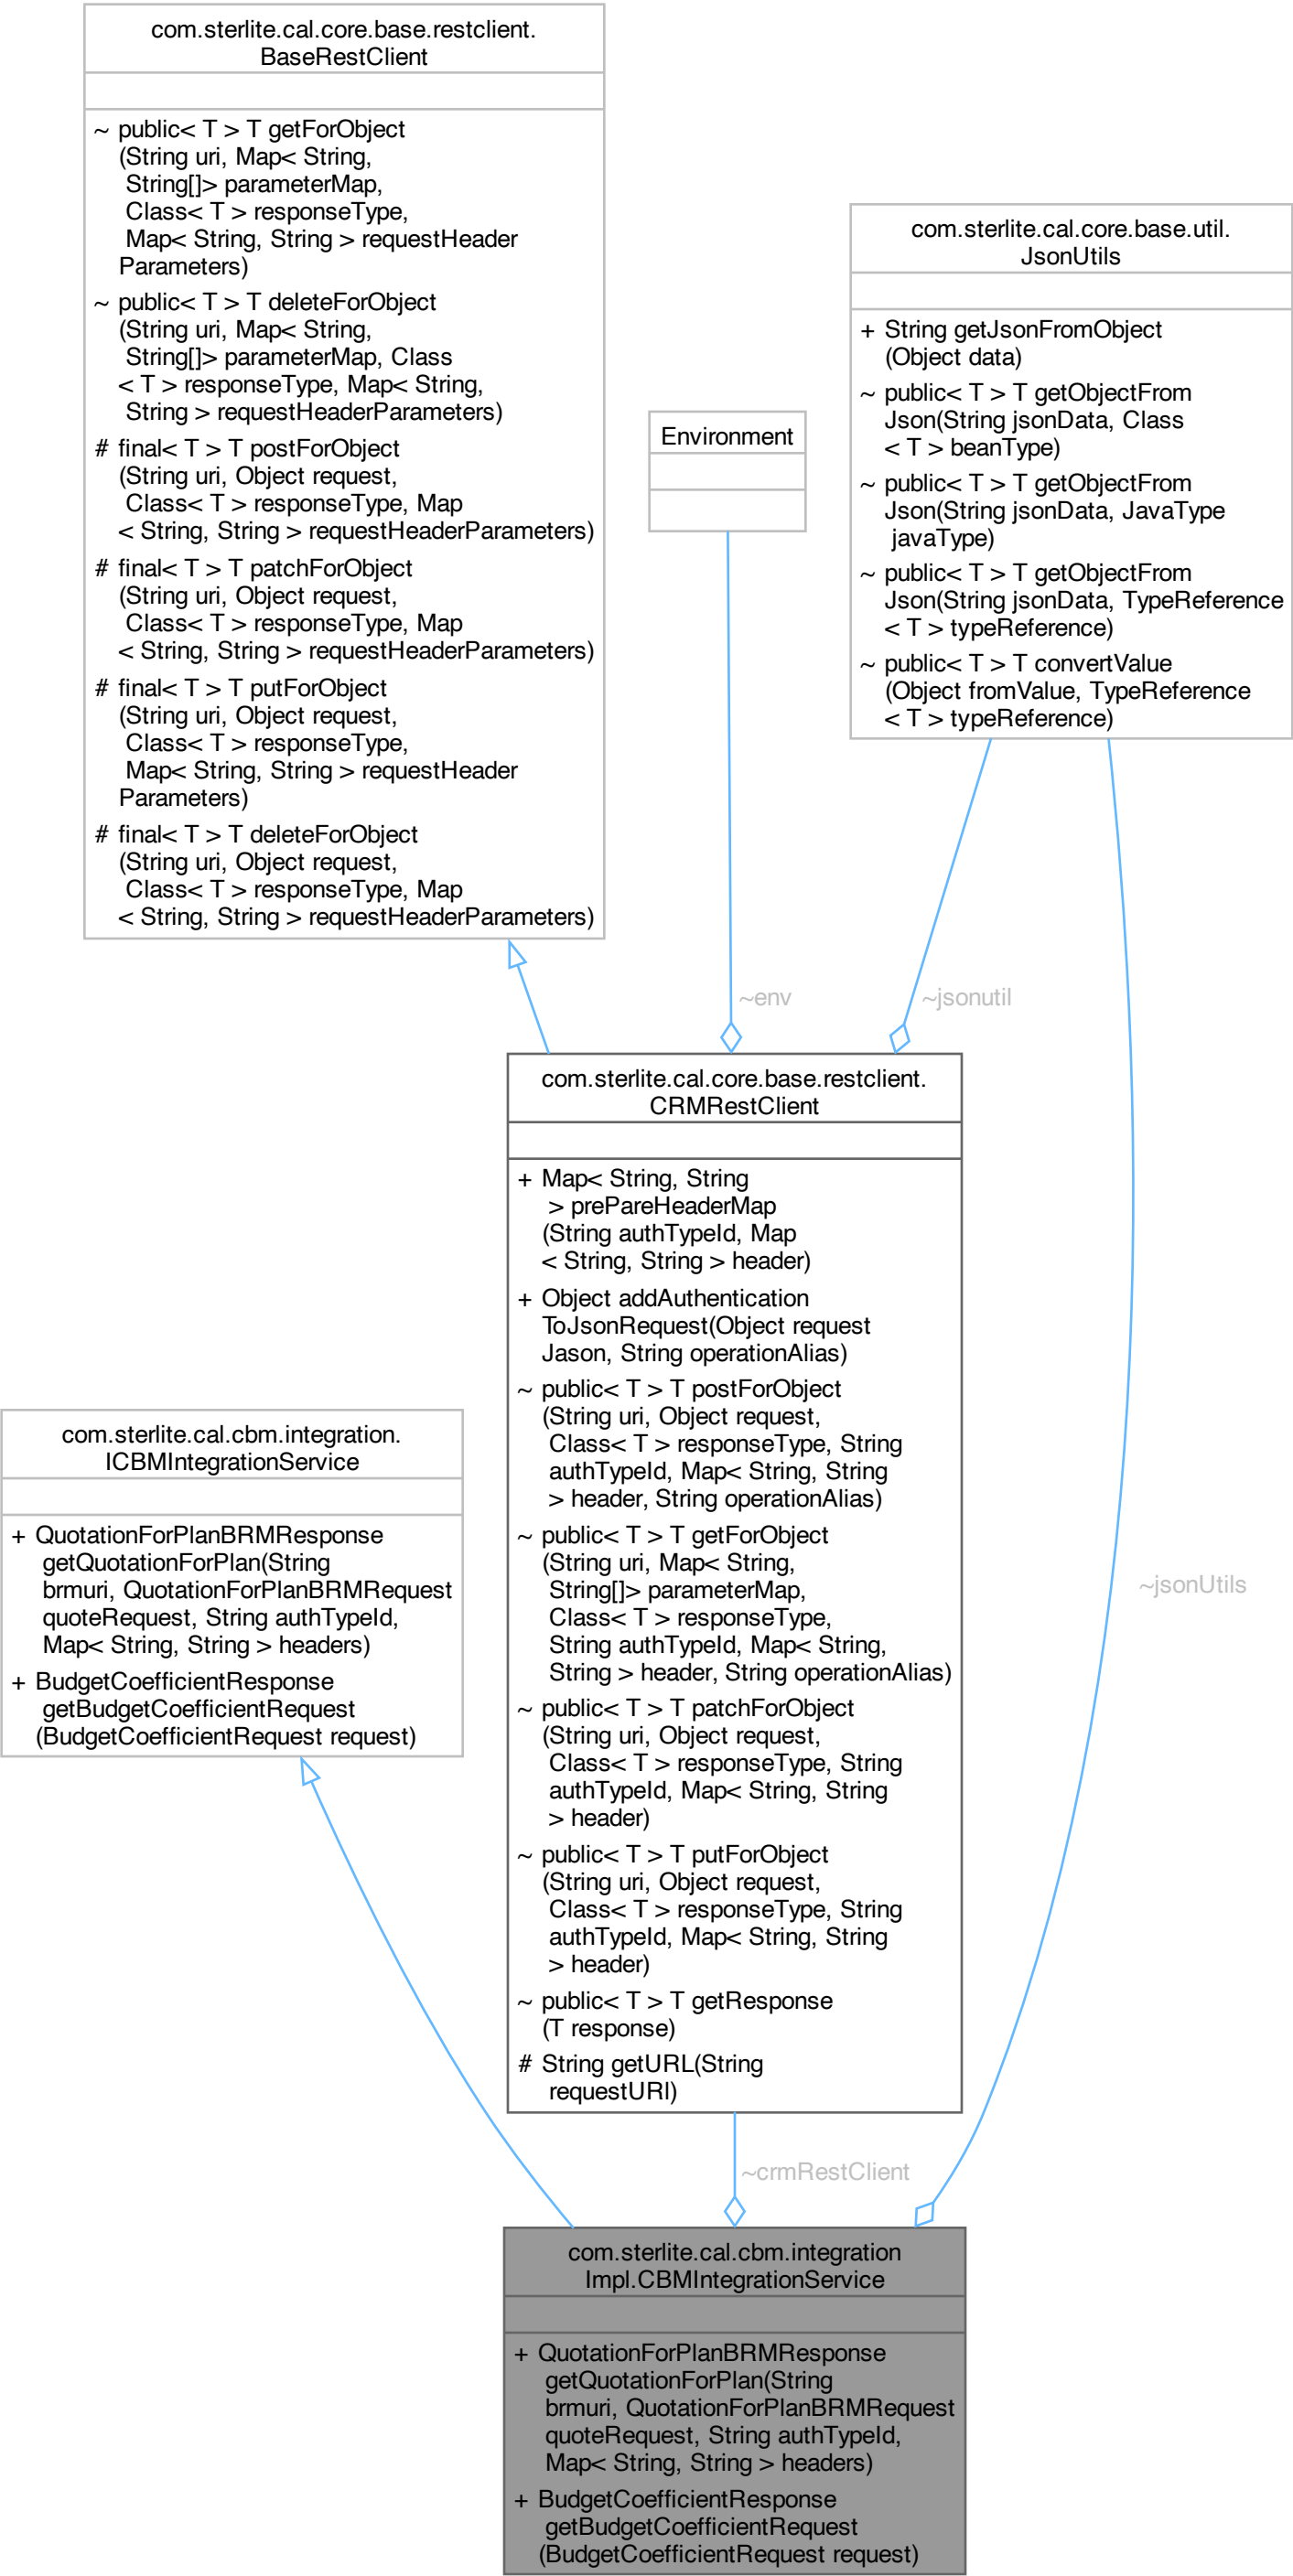 com.sterlite.cal.core.base.restclient.
BaseRestClient
~ public< T > T getForObject
(String uri, Map< String,
String[]> parameterMap,
Class< T > responseType,
Map< String, String > requestHeader
Parameters)
~ public< T > T deleteForObject
(String uri, Map< String,
String[]> parameterMap, Class
< T > responseType, Map< String,
String > requestHeaderParameters)
# final< T > T postForObject
(String uri, Object request,
Class< T > responseType, Map
< String, String > requestHeaderParameters)
# final< T > T patchForObject
(String uri, Object request,
Class< T > responseType, Map
< String, String > requestHeaderParameters)
# final< T > T putForObject
(String uri, Object request,
Class< T > responseType,
Map< String, String > requestHeader
Parameters)
# final< T > T deleteForObject
(String uri, Object request,
Class< T > responseType, Map
< String, String > requestHeaderParameters)
Environment
com.sterlite.cal.core.base.util.
JsonUtils
+ String getJsonFromObject
(Object data)
~ public< T > T getObjectFrom
Json(String jsonData, Class
< T > beanType)
~ public< T > T getObjectFrom
Json(String jsonData, JavaType
javaType)
~ public< T > T getObjectFrom
Json(String jsonData, TypeReference
< T > typeReference)
~ public< T > T convertValue
(Object fromValue, TypeReference
< T > typeReference)
~env
~jsonutil
com.sterlite.cal.core.base.restclient.
CRMRestClient
+ Map< String, String
> prePareHeaderMap
(String authTypeId, Map
< String, String > header)
+ Object addAuthentication
ToJsonRequest(Object request
Jason, String operationAlias)
~ public< T > T postForObject
(String uri, Object request,
Class< T > responseType, String
authTypeId, Map< String, String
> header, String operationAlias)
~ public< T > T getForObject
(String uri, Map< String,
String[]> parameterMap,
Class< T > responseType,
String authTypeId, Map< String,
String > header, String operationAlias)
~ public< T > T patchForObject
(String uri, Object request,
Class< T > responseType, String
authTypeId, Map< String, String
> header)
~ public< T > T putForObject
(String uri, Object request,
Class< T > responseType, String
authTypeId, Map< String, String
> header)
~ public< T > T getResponse
(T response)
# String getURL(String
requestURI)
com.sterlite.cal.cbm.integration.
ICBMIntegrationService
+ QuotationForPlanBRMResponse
getQuotationForPlan(String
brmuri, QuotationForPlanBRMRequest
quoteRequest, String authTypeId,
Map< String, String > headers)
+ BudgetCoefficientResponse
getBudgetCoefficientRequest
(BudgetCoefficientRequest request)
~jsonUtils
~crmRestClient
com.sterlite.cal.cbm.integration
Impl.CBMIntegrationService
+ QuotationForPlanBRMResponse
getQuotationForPlan(String
brmuri, QuotationForPlanBRMRequest
quoteRequest, String authTypeId,
Map< String, String > headers)
+ BudgetCoefficientResponse
getBudgetCoefficientRequest
(BudgetCoefficientRequest request)